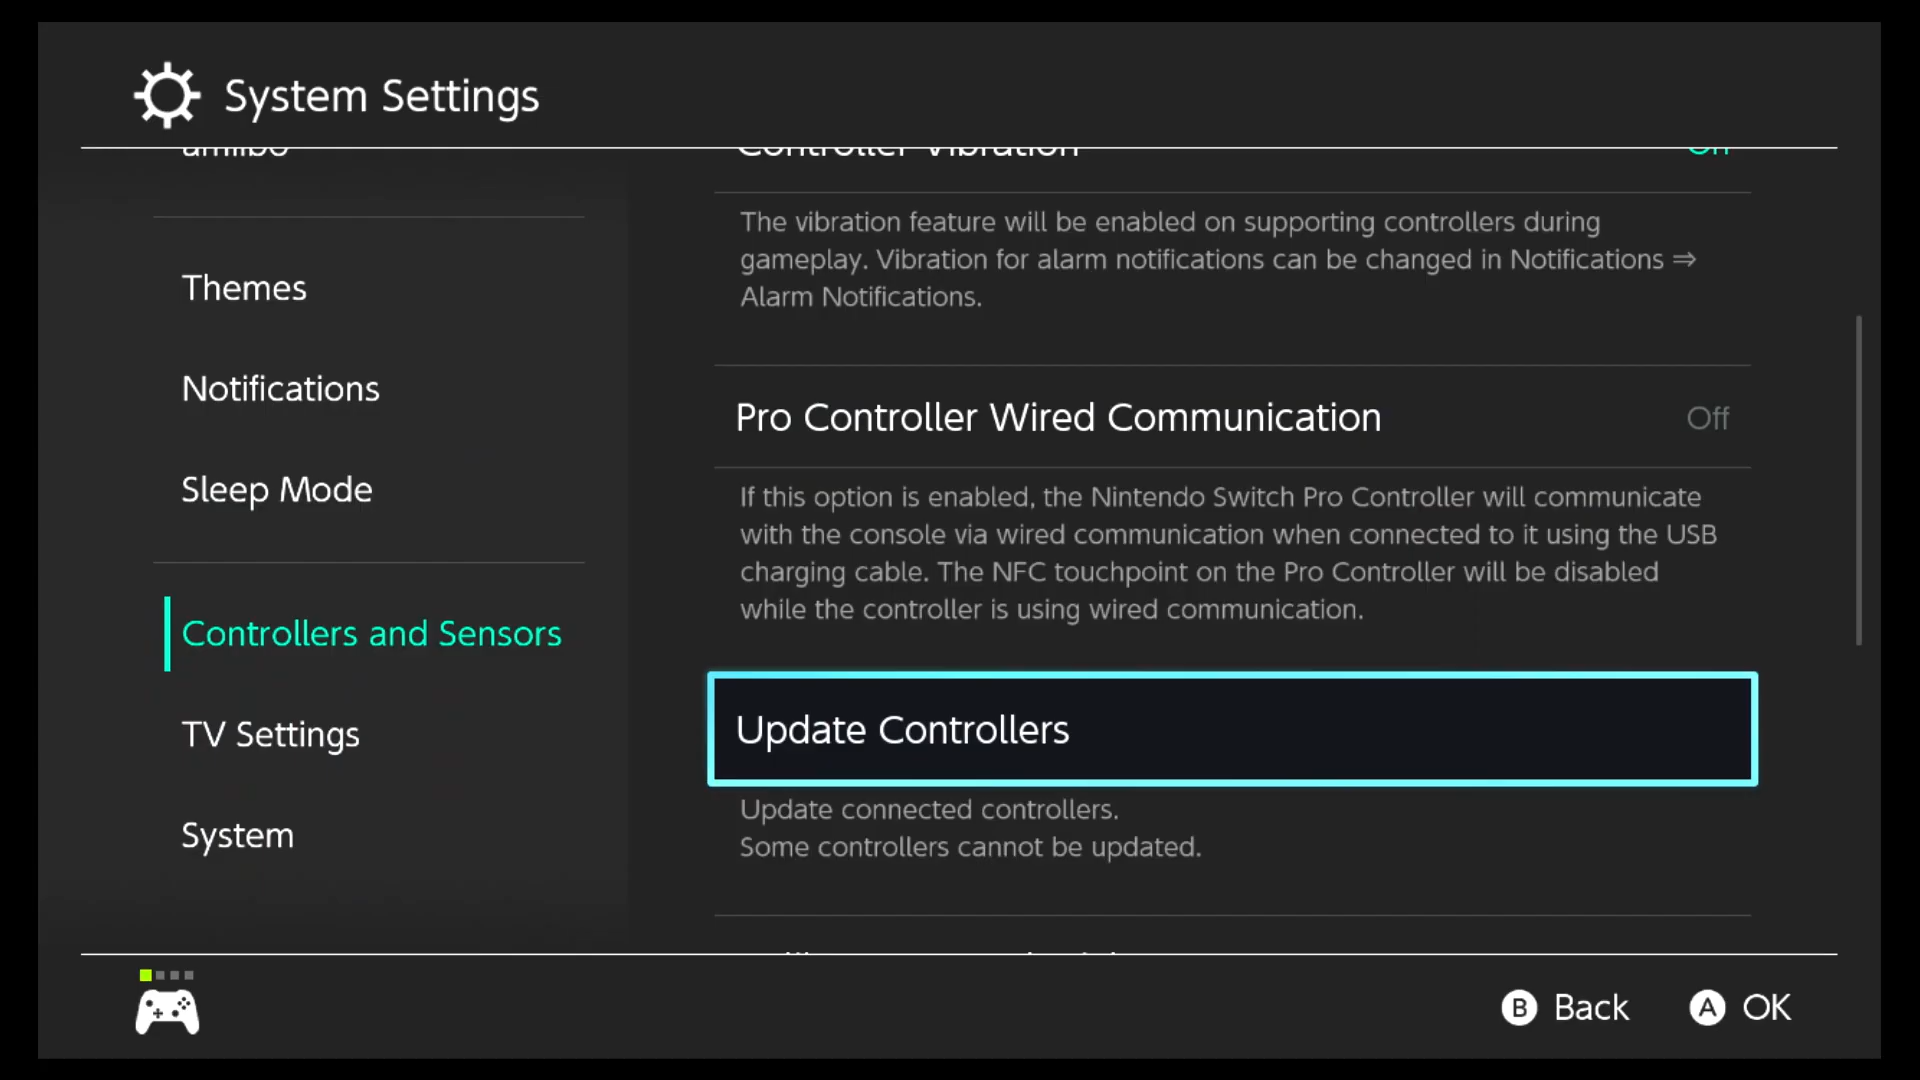 System Settings
amiibo
Controller Vibration
On
The vibration feature will be enabled on supporting controllers during
gameplay. Vibration for alarm notifications can be changed in Notifications ⇒
Alarm Notifications.
Themes
Notifications
Sleep Mode
Pro Controller Wired Communication
Off
If this option is enabled, the Nintendo Switch Pro Controller will communicate
with the console via wired communication when connected to it using the USB
charging cable. The NFC touchpoint on the Pro Controller will be disabled
while the controller is using wired communication.
Controllers and Sensors
TV Settings
System
Update Controllers
Update connected controllers.
Some controllers cannot be updated.
B Back
A OK